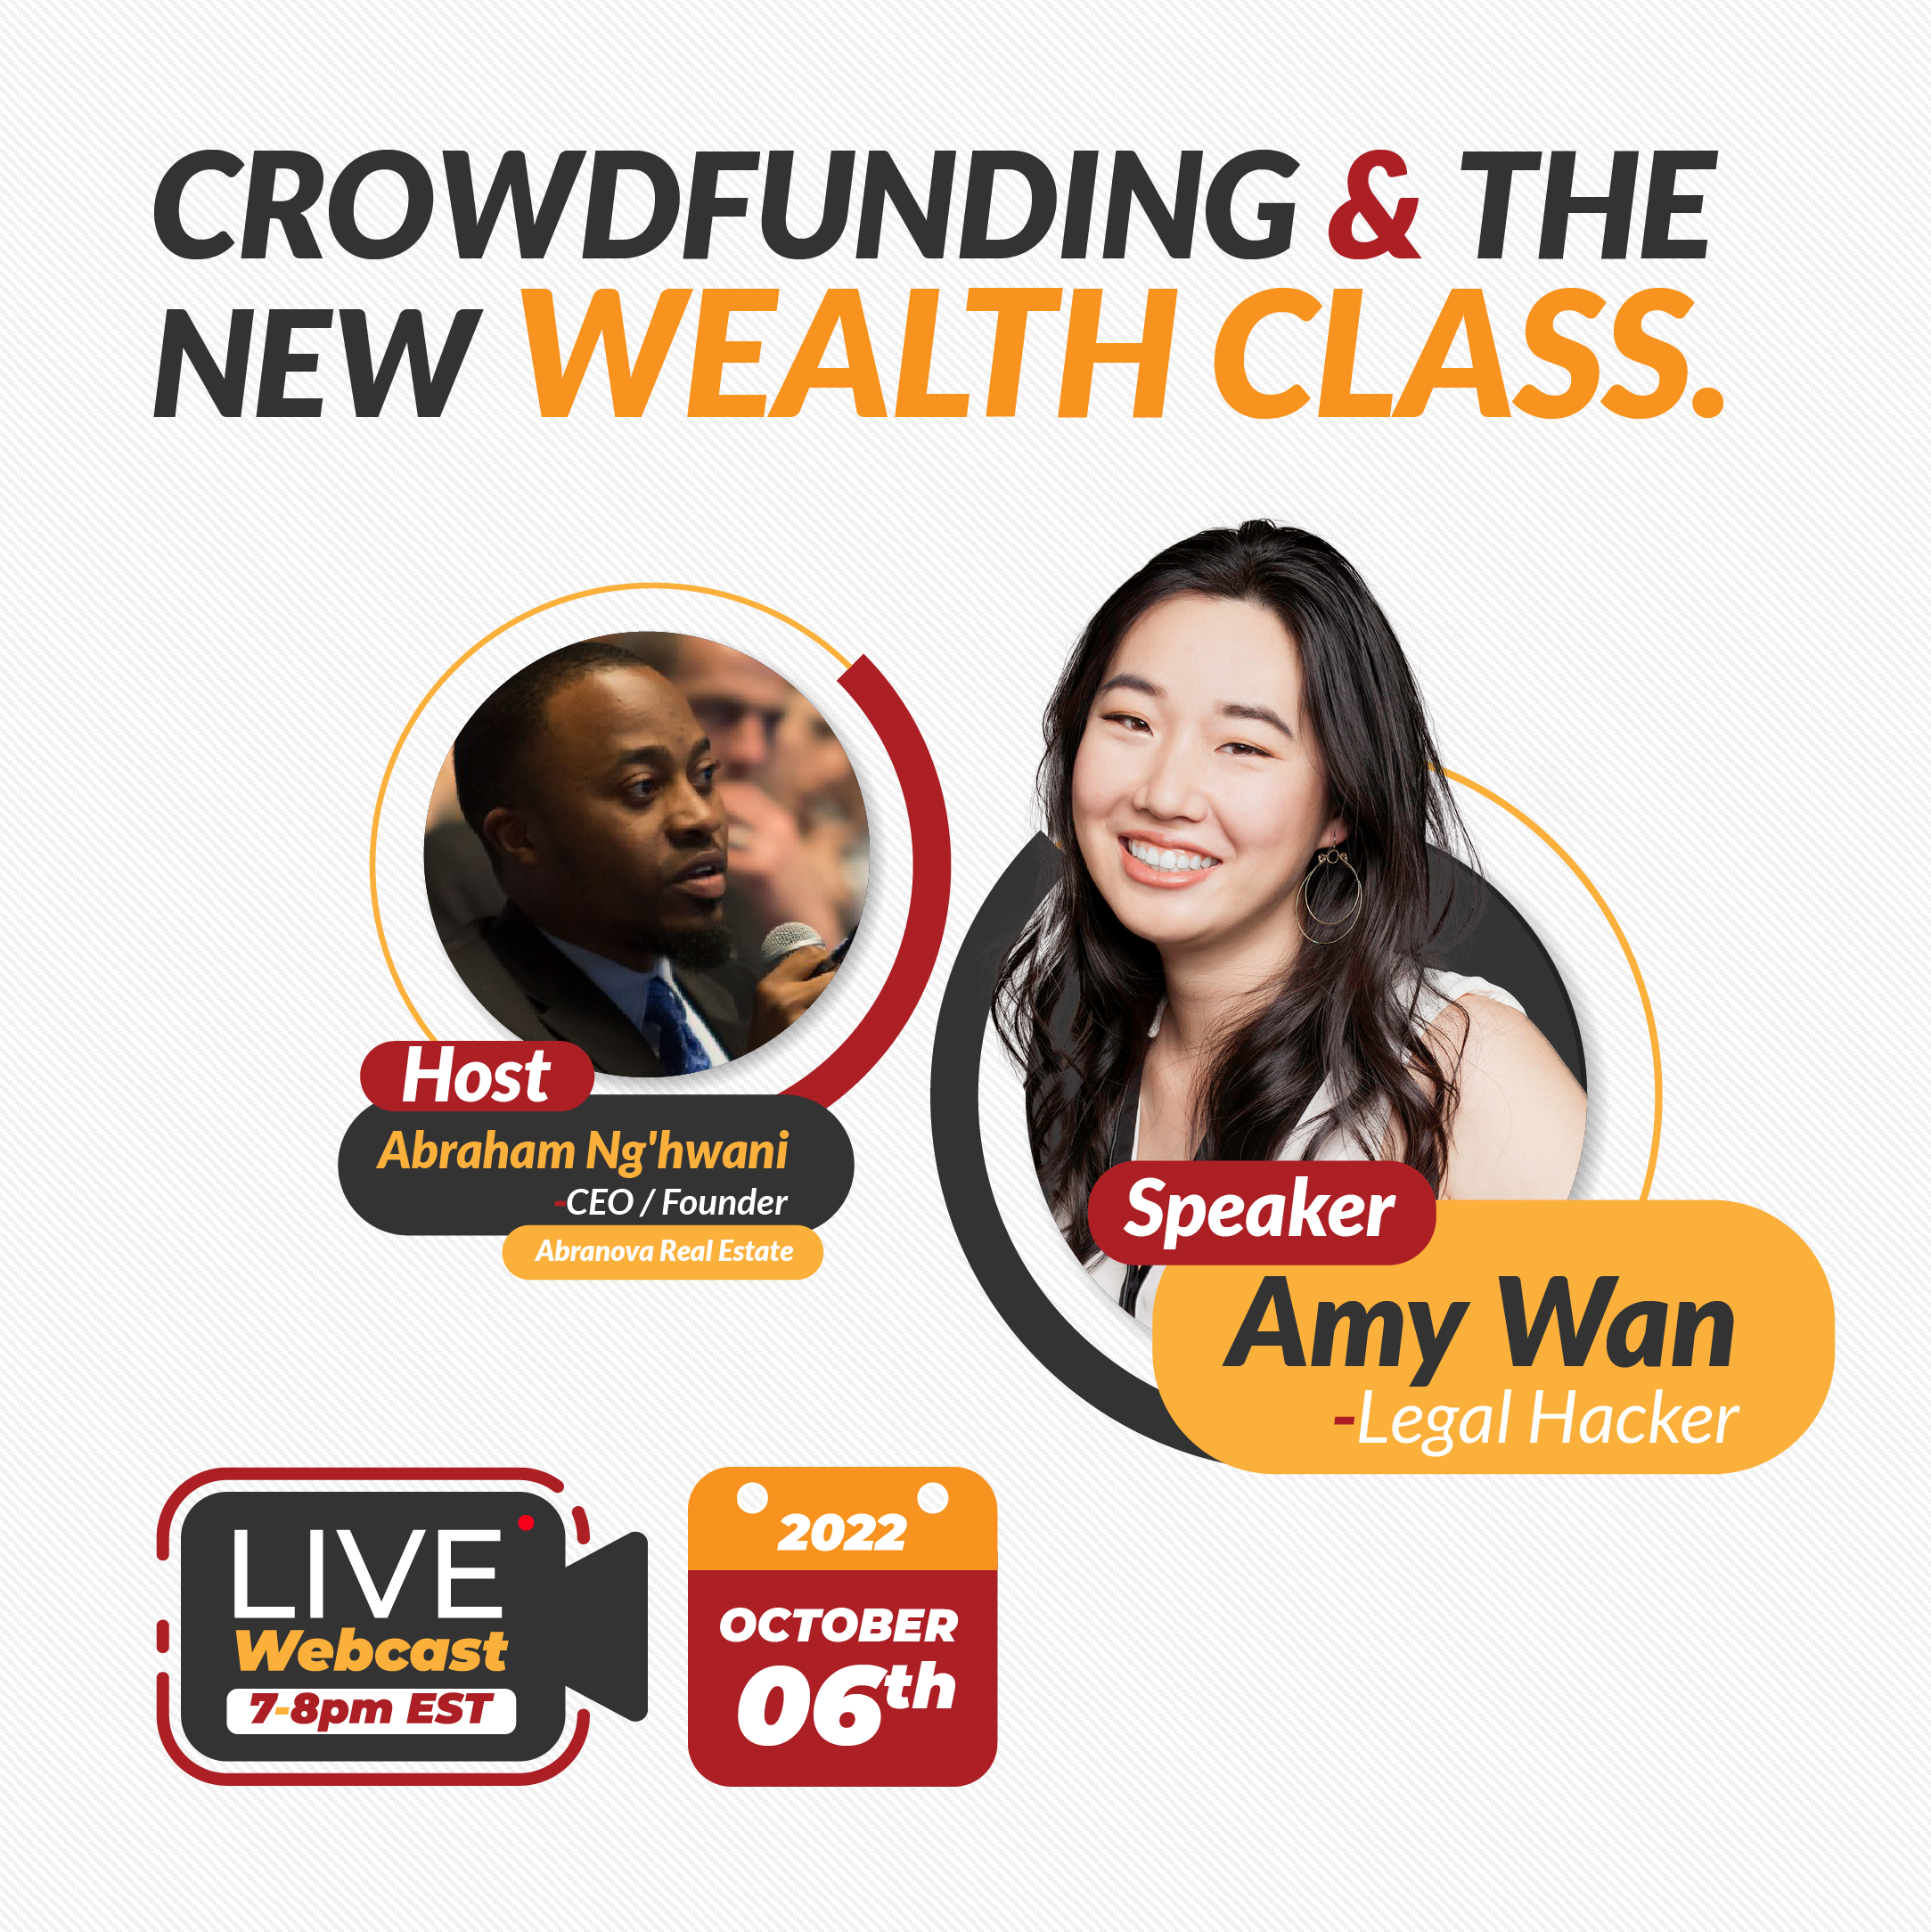 CROWDFUNDING & THE
NEW WEALTH CLASS.
Host
Abraham Ng'hwani
-CEO / Founder
Abranova Real Estate
Speaker
Amy Wan
-Legal Hacker
LIVE
Webcast
7-8pm EST
2022
OCTOBER
06th